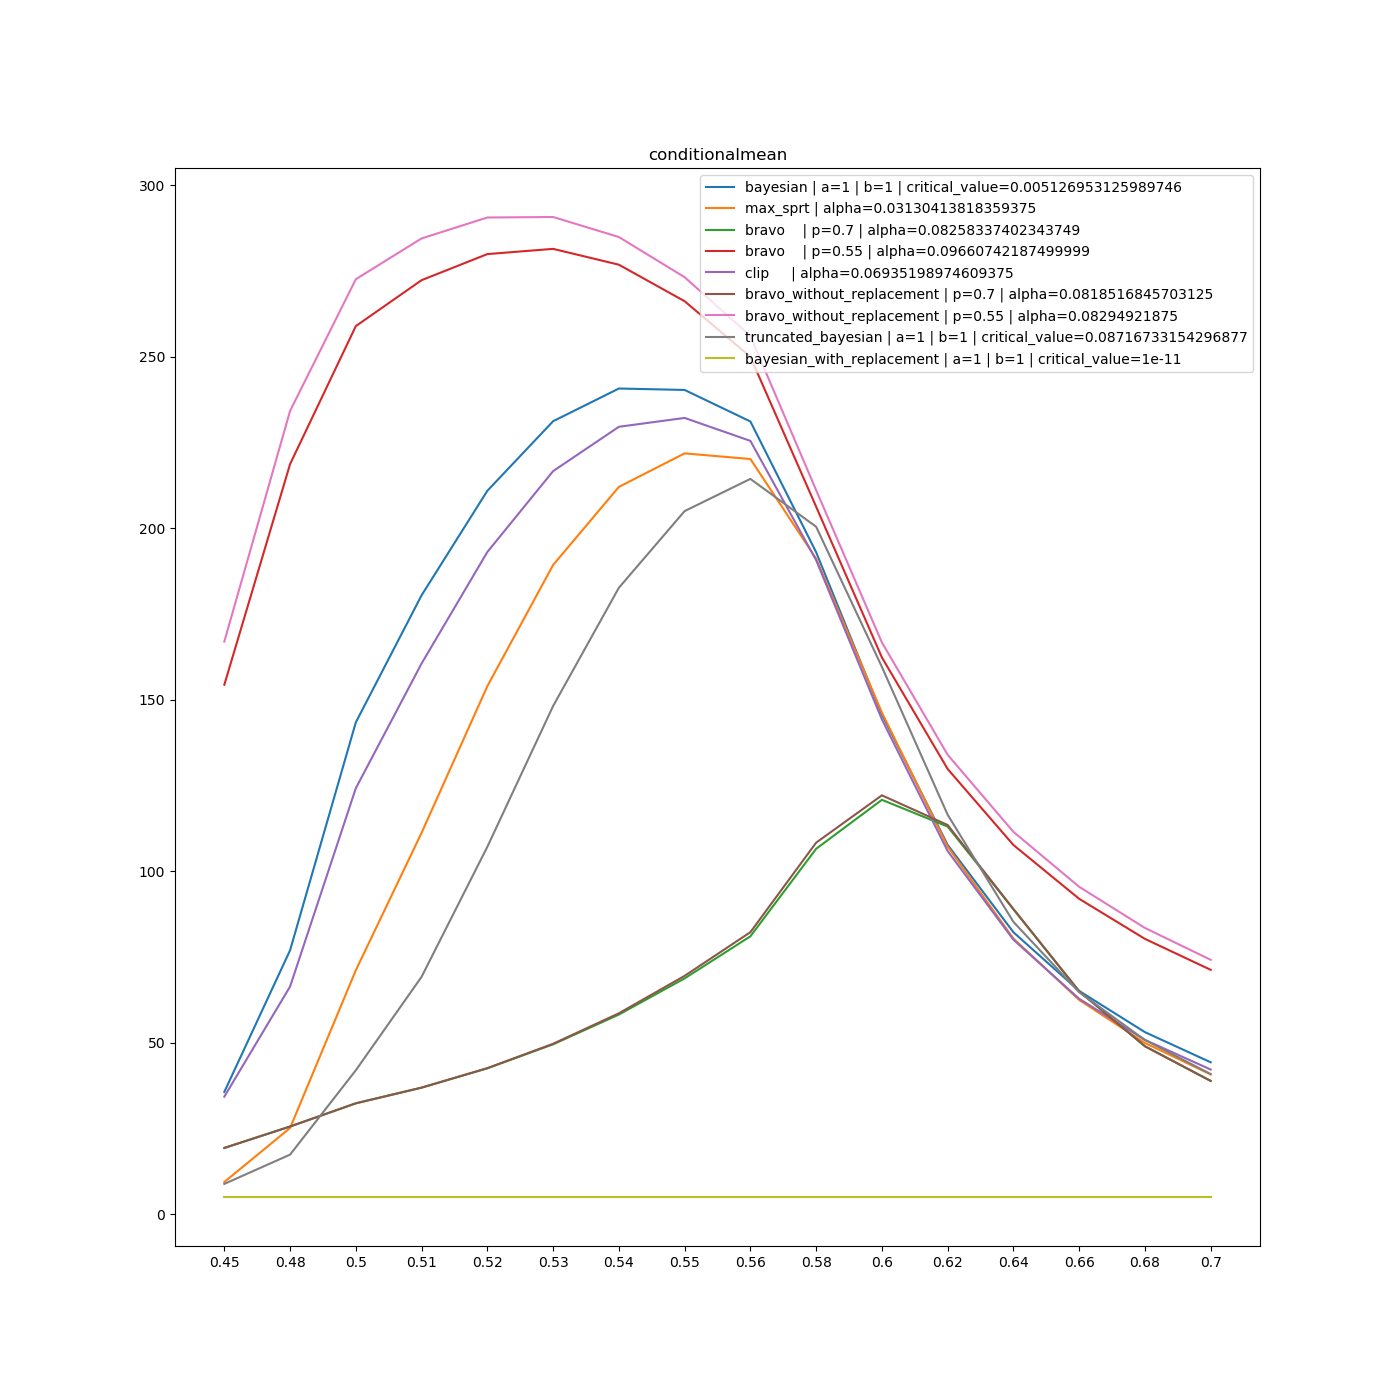 conditionalmean
300
250
200
150
100
50
0
bayesian | a=1 | b=1 | critical_value=0.005126953125989746
max_sprt | alpha=0.03130413818359375
bravo    | p=0.7 | alpha=0.08258337402343749
bravo    | p=0.55 | alpha=0.09660742187499999
clip     | alpha=0.06935198974609375
bravo_without_replacement | p=0.7 | alpha=0.0818516845703125
bravo_without_replacement | p=0.55 | alpha=0.08294921875
truncated_bayesian | a=1 | b=1 | critical_value=0.08716733154296877
bayesian_with_replacement | a=1 | b=1 | critical_value=1e-11
0.45 0.48 0.5 0.51 0.52 0.53 0.54 0.55 0.56 0.58 0.6 0.62 0.64 0.66 0.68 0.7